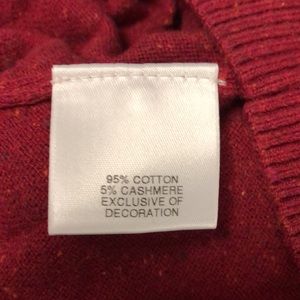 95% COTTON
5% CASHMERE
EXCLUSIVE OF
DECORATION